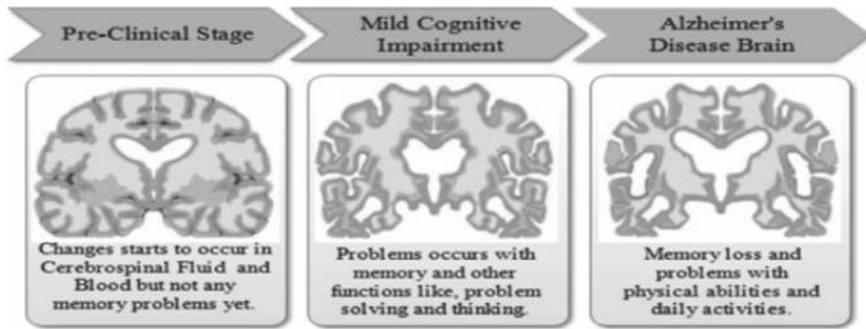 Pre-Clinical Stage
Mild Cognitive
Impairment
Alzheimer's
Disease Brain
Changes starts to occur in
Cerebrospinal Fluid and
Blood but not any
memory problems yet.
Problems occurs with
memory and other
functions like, problem
solving and thinking.
Memory loss and
problems with
physical abilities and
daily activities.